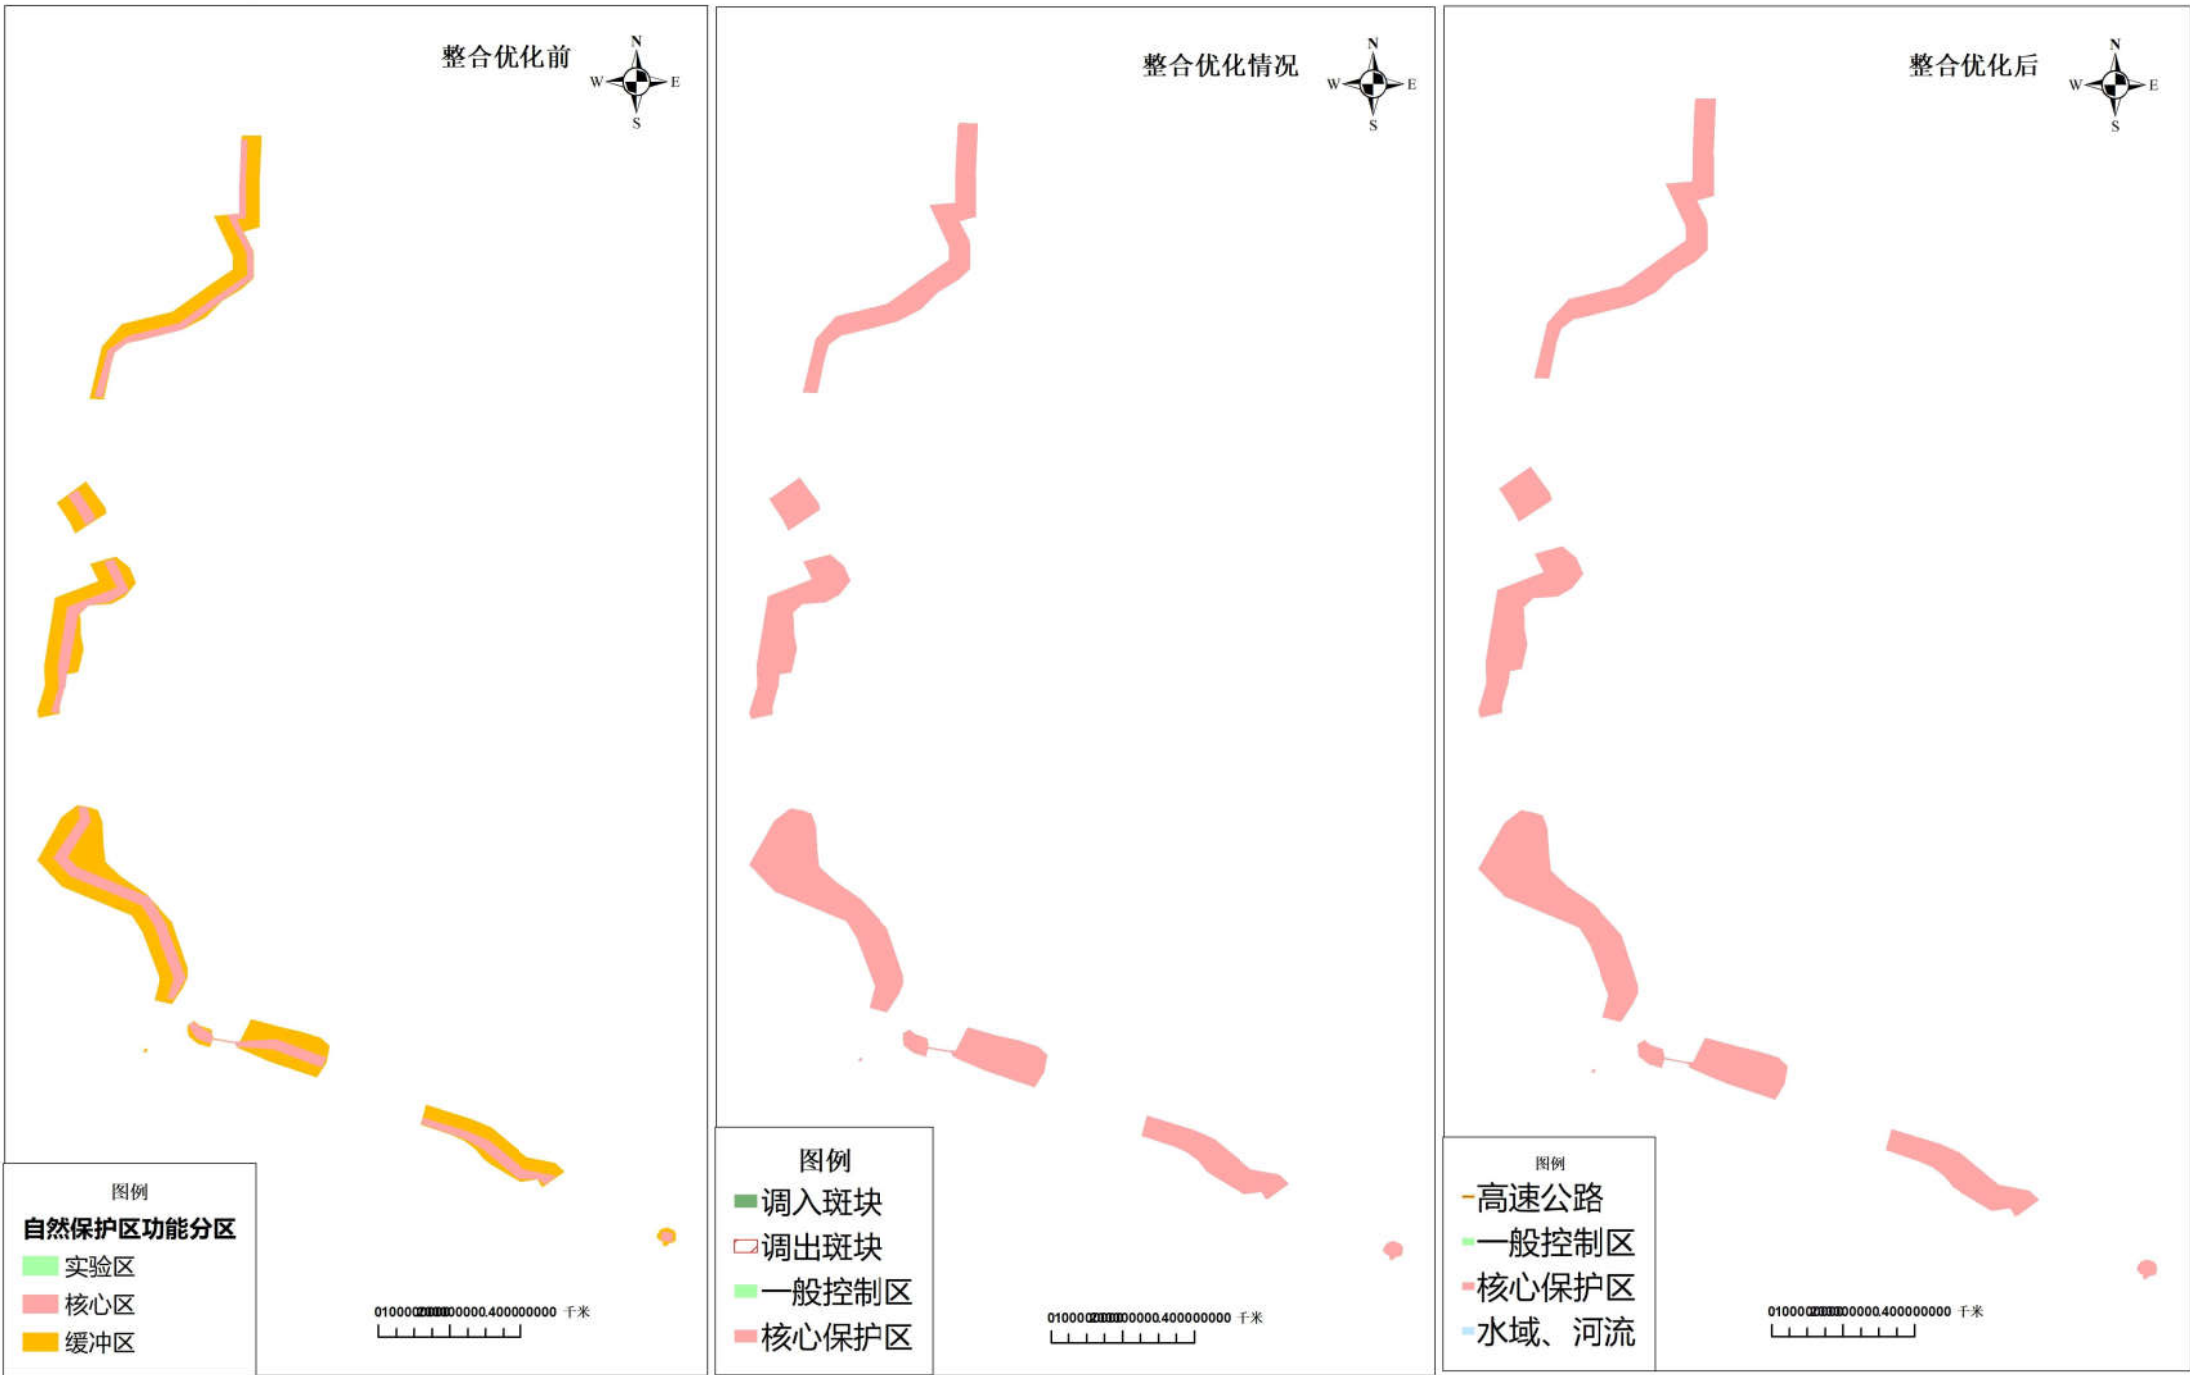 整合优化前
N
W E
S
图例
自然保护区功能分区
实验区
核心区
缓冲区
千米
整合优化情况
N
W E
S
图例
调入斑块
调出斑块
一般控制区
核心保护区
千米
整合优化后
N
W E
S
图例
高速公路
一般控制区
核心保护区
水域、河流
千米